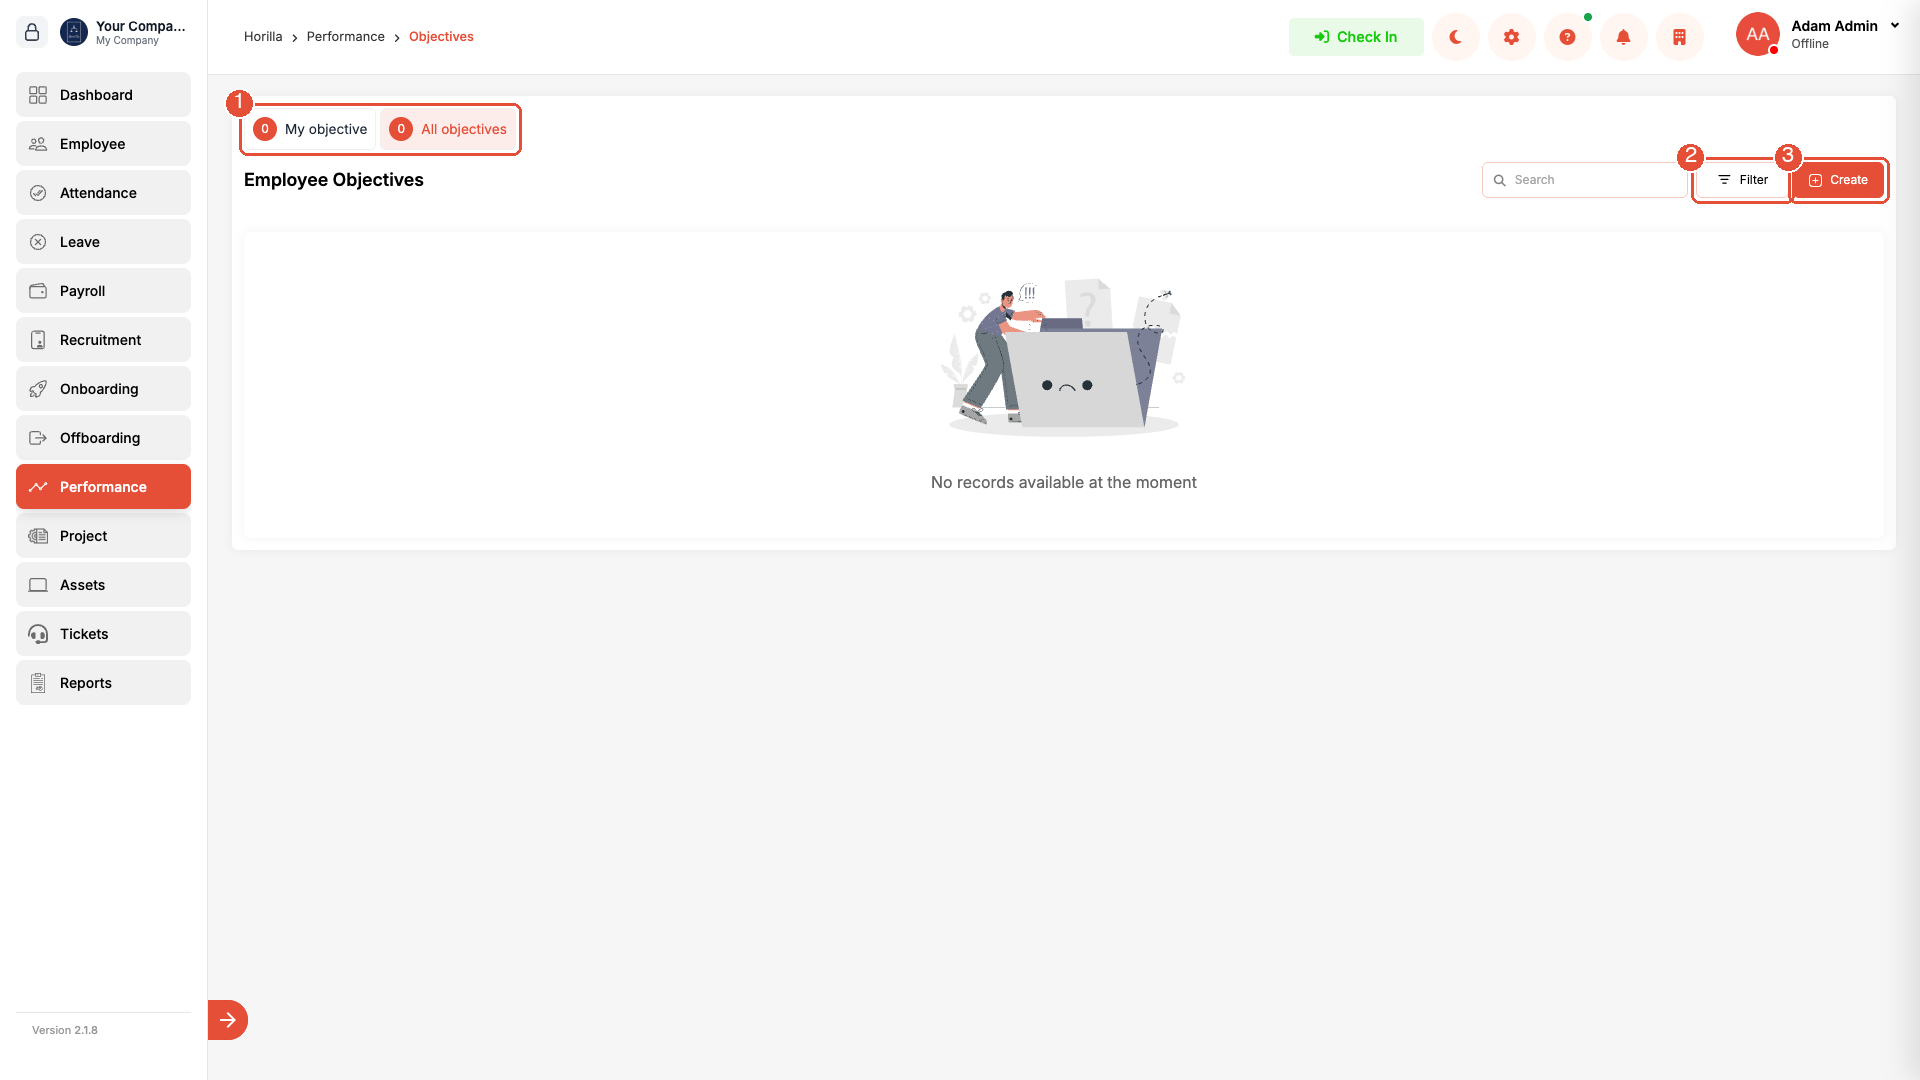 Your Compa...
My Company
Dashboard
Employee
Attendance
Leave
Payroll
Recruitment
Onboarding
Offboarding
Performance
Project
Assets
Tickets
Reports
Version 2.1.8
Horilla > Performance > Objectives
Check In
?
AA
Adam Admin
Offline
1
0 My objective
0 All objectives
Employee Objectives
Search
2
Filter
3
Create
!!!
?
No records available at the moment